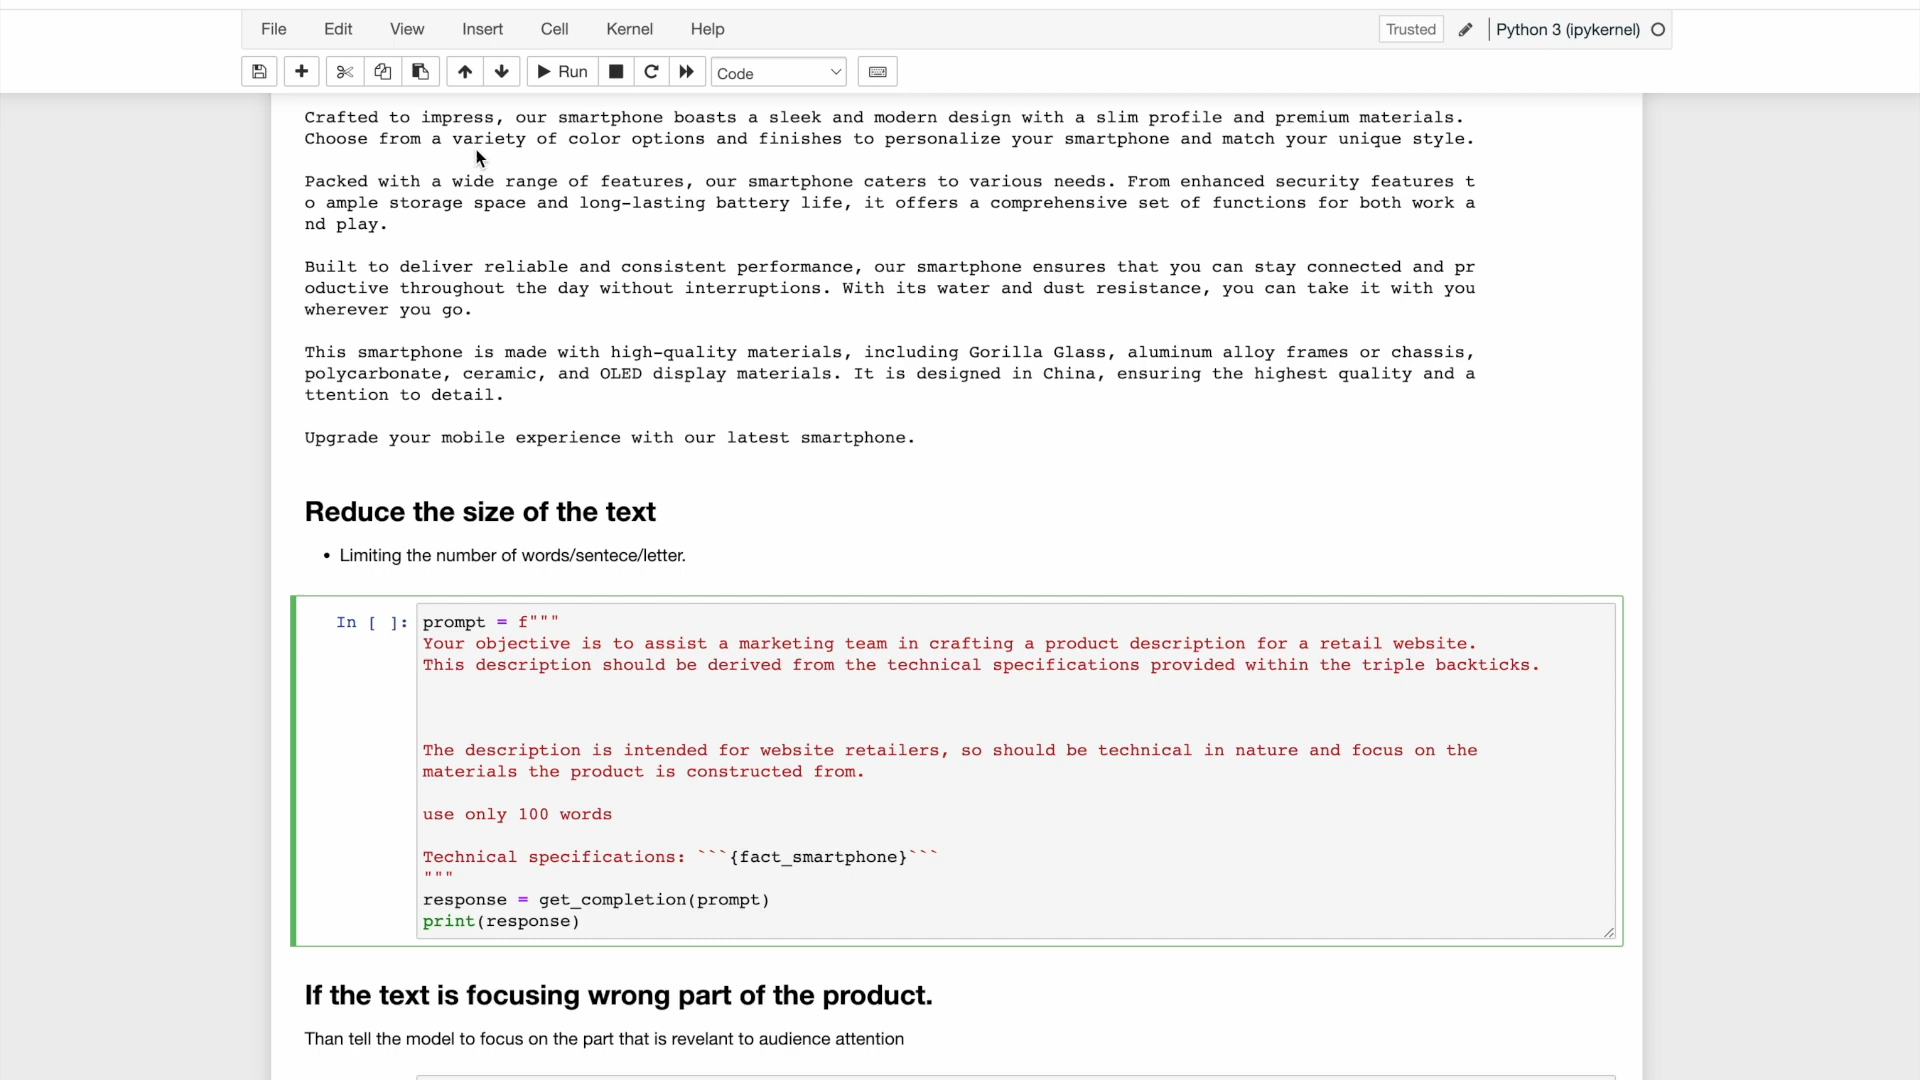 File Edit View Insert Cell Kernel Help Trusted Python 3 (ipykernel)
Run Code
Crafted to impress, our smartphone boasts a sleek and modern design with a slim profile and premium materials.
Choose from a variety of color options and finishes to personalize your smartphone and match your unique style.
Packed with a wide range of features, our smartphone caters to various needs. From enhanced security features t
o ample storage space and long-lasting battery life, it offers a comprehensive set of functions for both work a
nd play.
Built to deliver reliable and consistent performance, our smartphone ensures that you can stay connected and pr
oductive throughout the day without interruptions. With its water and dust resistance, you can take it with you
wherever you go.
This smartphone is made with high-quality materials, including Gorilla Glass, aluminum alloy frames or chassis,
polycarbonate, ceramic, and OLED display materials. It is designed in China, ensuring the highest quality and a
ttention to detail.
Upgrade your mobile experience with our latest smartphone.
Reduce the size of the text
• Limiting the number of words/sentece/letter.
In [ ]: prompt = f"""
Your objective is to assist a marketing team in crafting a product description for a retail website.
This description should be derived from the technical specifications provided within the triple backticks.
The description is intended for website retailers, so should be technical in nature and focus on the
materials the product is constructed from.
use only 100 words
Technical specifications: ```{fact_smartphone}```
"""
response = get_completion(prompt)
print(response)
If the text is focusing wrong part of the product.
Than tell the model to focus on the part that is revelant to audience attention